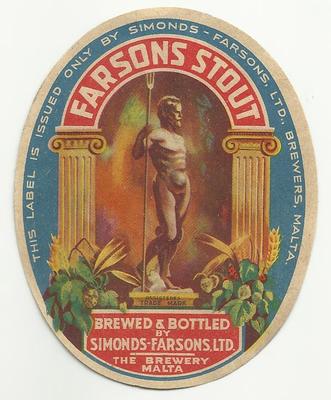 THIS LABEL IS ISSUED ONLY BY SIMONDS - FARSONS, LTD., BREWERS, MALTA.
FARSONS STOUT
REGISTERED
TRADE MARK
BREWED & BOTTLED
BY
SIMONDS-FARSONS, LTD.
THE BREWERY
MALTA